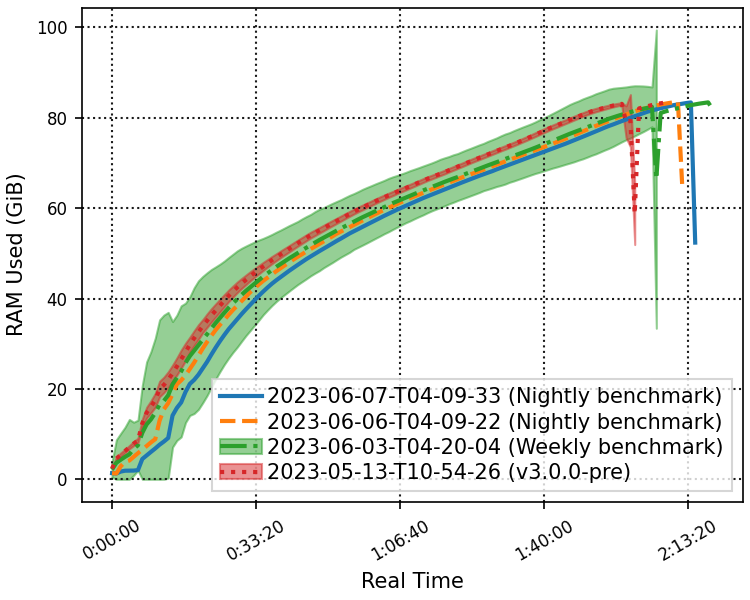 100
80
60
40
20
0
RAM Used (GiB)
2023-06-07-T04-09-33 (Nightly benchmark)
2023-06-06-T04-09-22 (Nightly benchmark)
2023-06-03-T04-20-04 (Weekly benchmark)
2023-05-13-T10-54-26 (v3.0.0-pre)
0:00:00
0:33:20
1:06:40
1:40:00
2:13:20
Real Time